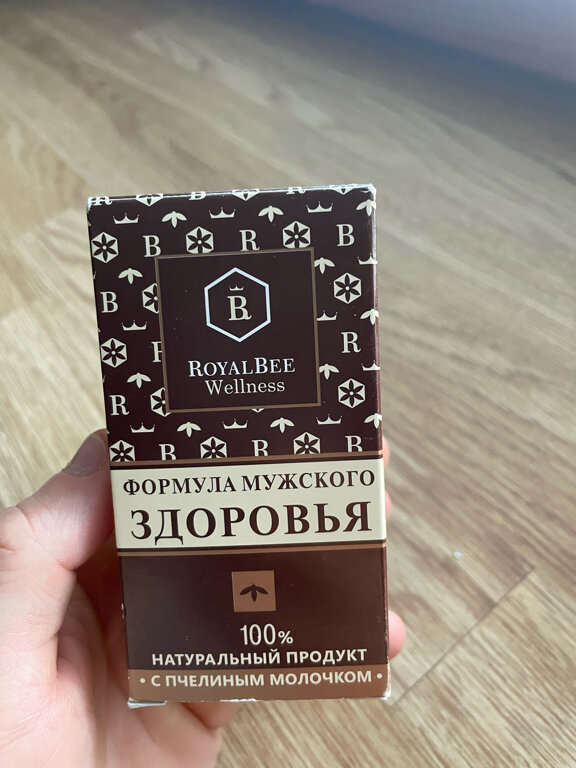 B R B
B
B
R
R
ROYALBEE
Wellness
R B R
ФОРМУЛА МУЖСКОГО
ЗДОРОВЬЯ
100%
НАТУРАЛЬНЫЙ ПРОДУКТ
• С ПЧЕЛИНЫМ МОЛОЧКОМ •